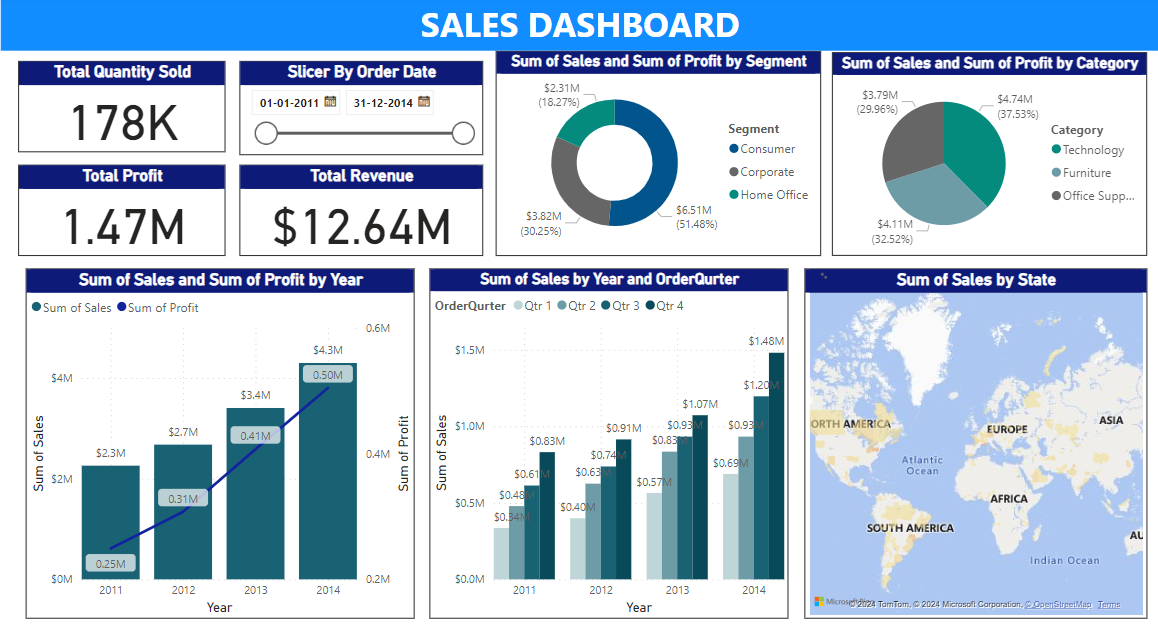 SALES DASHBOARD
Total Quantity Sold
178K
Slicer By Order Date
01-01-2011
31-12-2014
Total Profit
1.47M
Total Revenue
$12.64M
Sum of Sales and Sum of Profit by Segment
$2.31M
(18.27%)
$3.82M
(30.25%)
$6.51M
(51.48%)
Segment
Consumer
Corporate
Home Office
Sum of Sales and Sum of Profit by Category
$3.79M
(29.96%)
$4.74M
(37.53%)
$4.11M
(32.52%)
Category
Technology
Furniture
Office Supp...
Sum of Sales and Sum of Profit by Year
Sum of Sales
Sum of Profit
Sum of Sales
$4M
$2M
$0M
$2.3M
$2.7M
$3.4M
$4.3M
0.25M
0.31M
0.41M
0.50M
0.6M
0.4M
0.2M
Sum of Profit
2011
2012
2013
2014
Year
Sum of Sales by Year and OrderQurter
OrderQurter
Qtr 1
Qtr 2
Qtr 3
Qtr 4
Sum of Sales
$1.5M
$1.0M
$0.5M
$0.0M
$0.34M
$0.48M
$0.61M
$0.83M
$0.40M
$0.63M
$0.74M
$0.91M
$0.57M
$0.83M
$0.93M
$1.07M
$0.69M
$0.93M
$1.20M
$1.48M
2011
2012
2013
2014
Year
Sum of Sales by State
ORTH AMERICA
EUROPE
ASIA
Atlantic
Ocean
AFRICA
SOUTH AMERICA
AU
Indian Ocean
Microsoft Bing
© 2024 TomTom, © 2024 Microsoft Corporation, © OpenStreetMap Terms